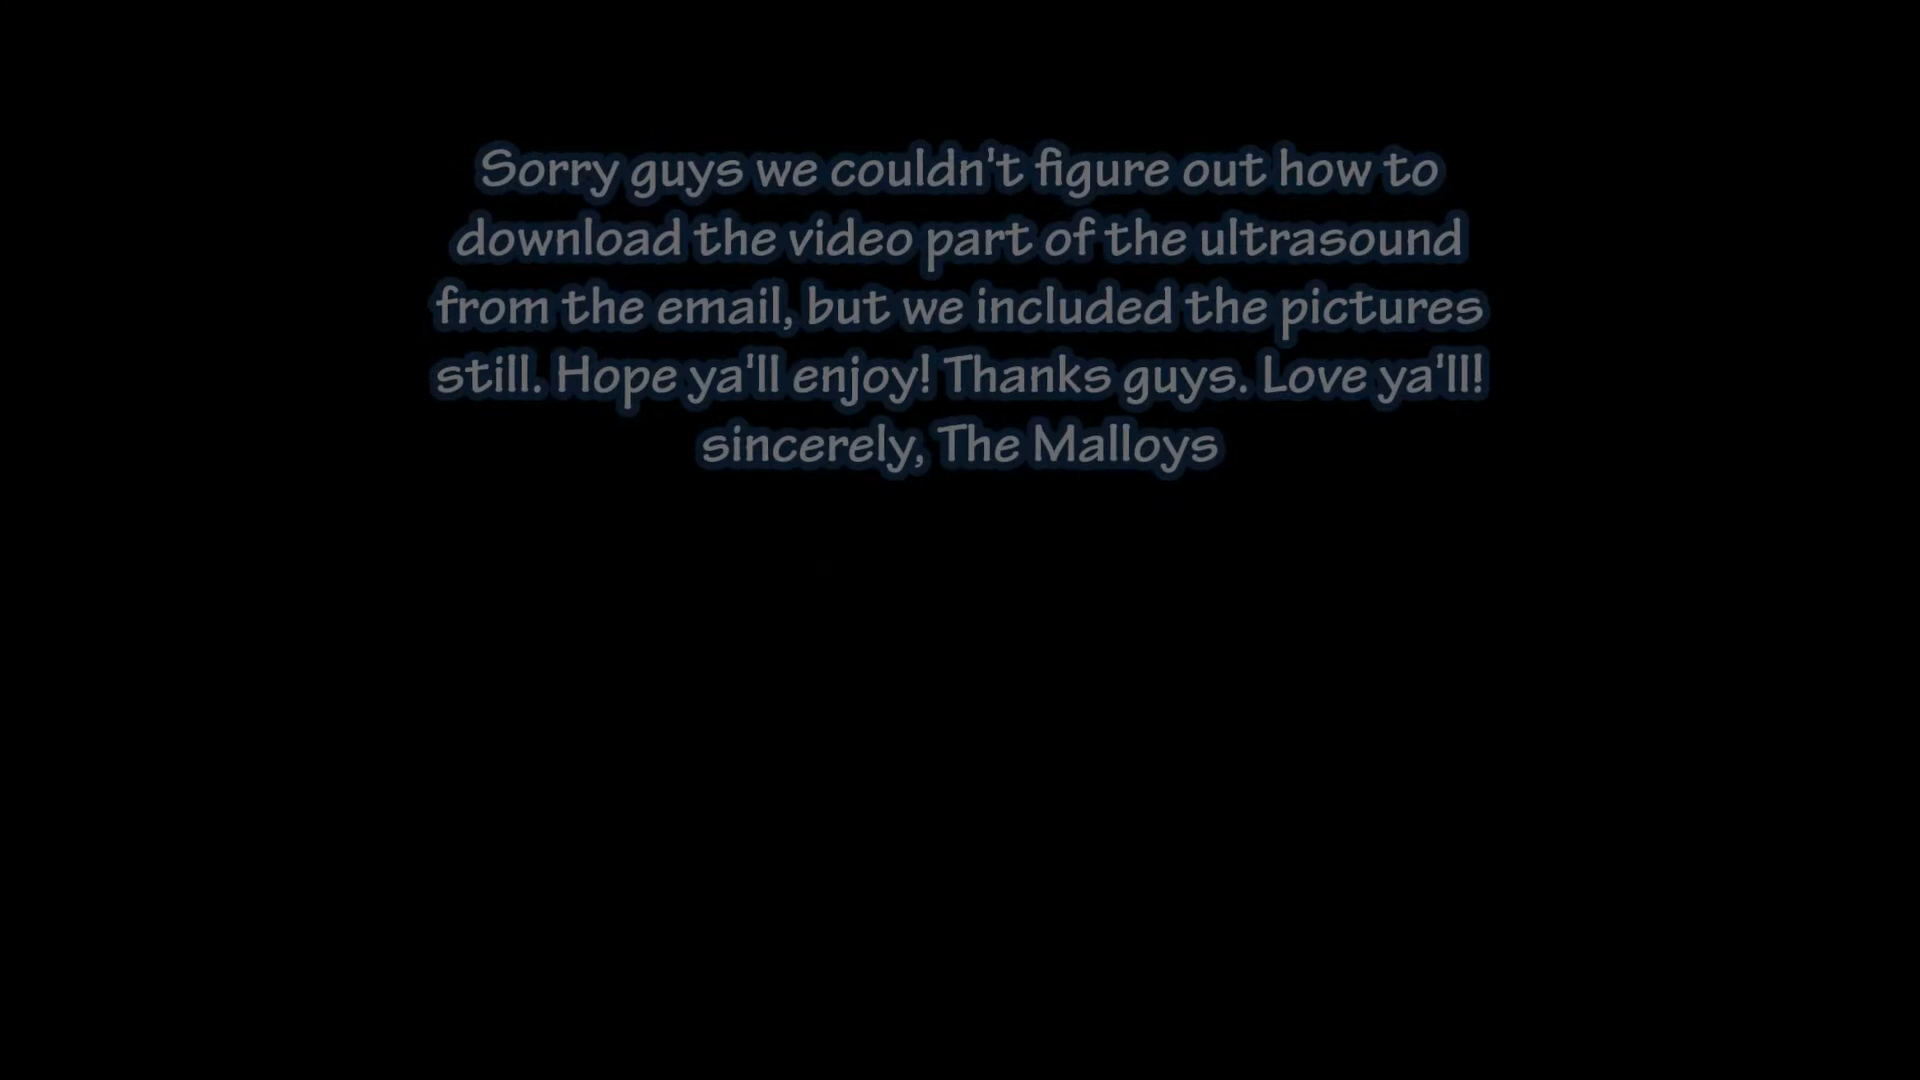 Sorry guys we couldn't figure out how to
download the video part of the ultrasound
from the email, but we included the pictures
still. Hope ya'll enjoy! Thanks guys. Love ya'll!
sincerely, The Malloys